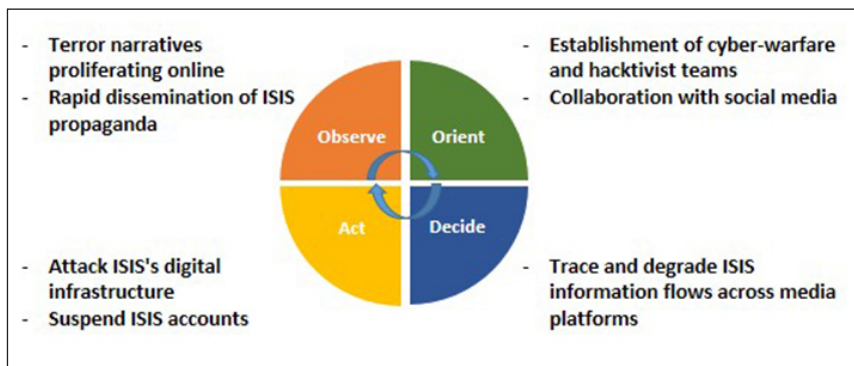 - Terror narratives
proliferating online
- Rapid dissemination of ISIS
propaganda
- Establishment of cyber-warfare
and hacktivist teams
- Collaboration with social media
Observe
Orient
Act
Decide
- Attack ISIS's digital
infrastructure
- Suspend ISIS accounts
- Trace and degrade ISIS
information flows across media
platforms